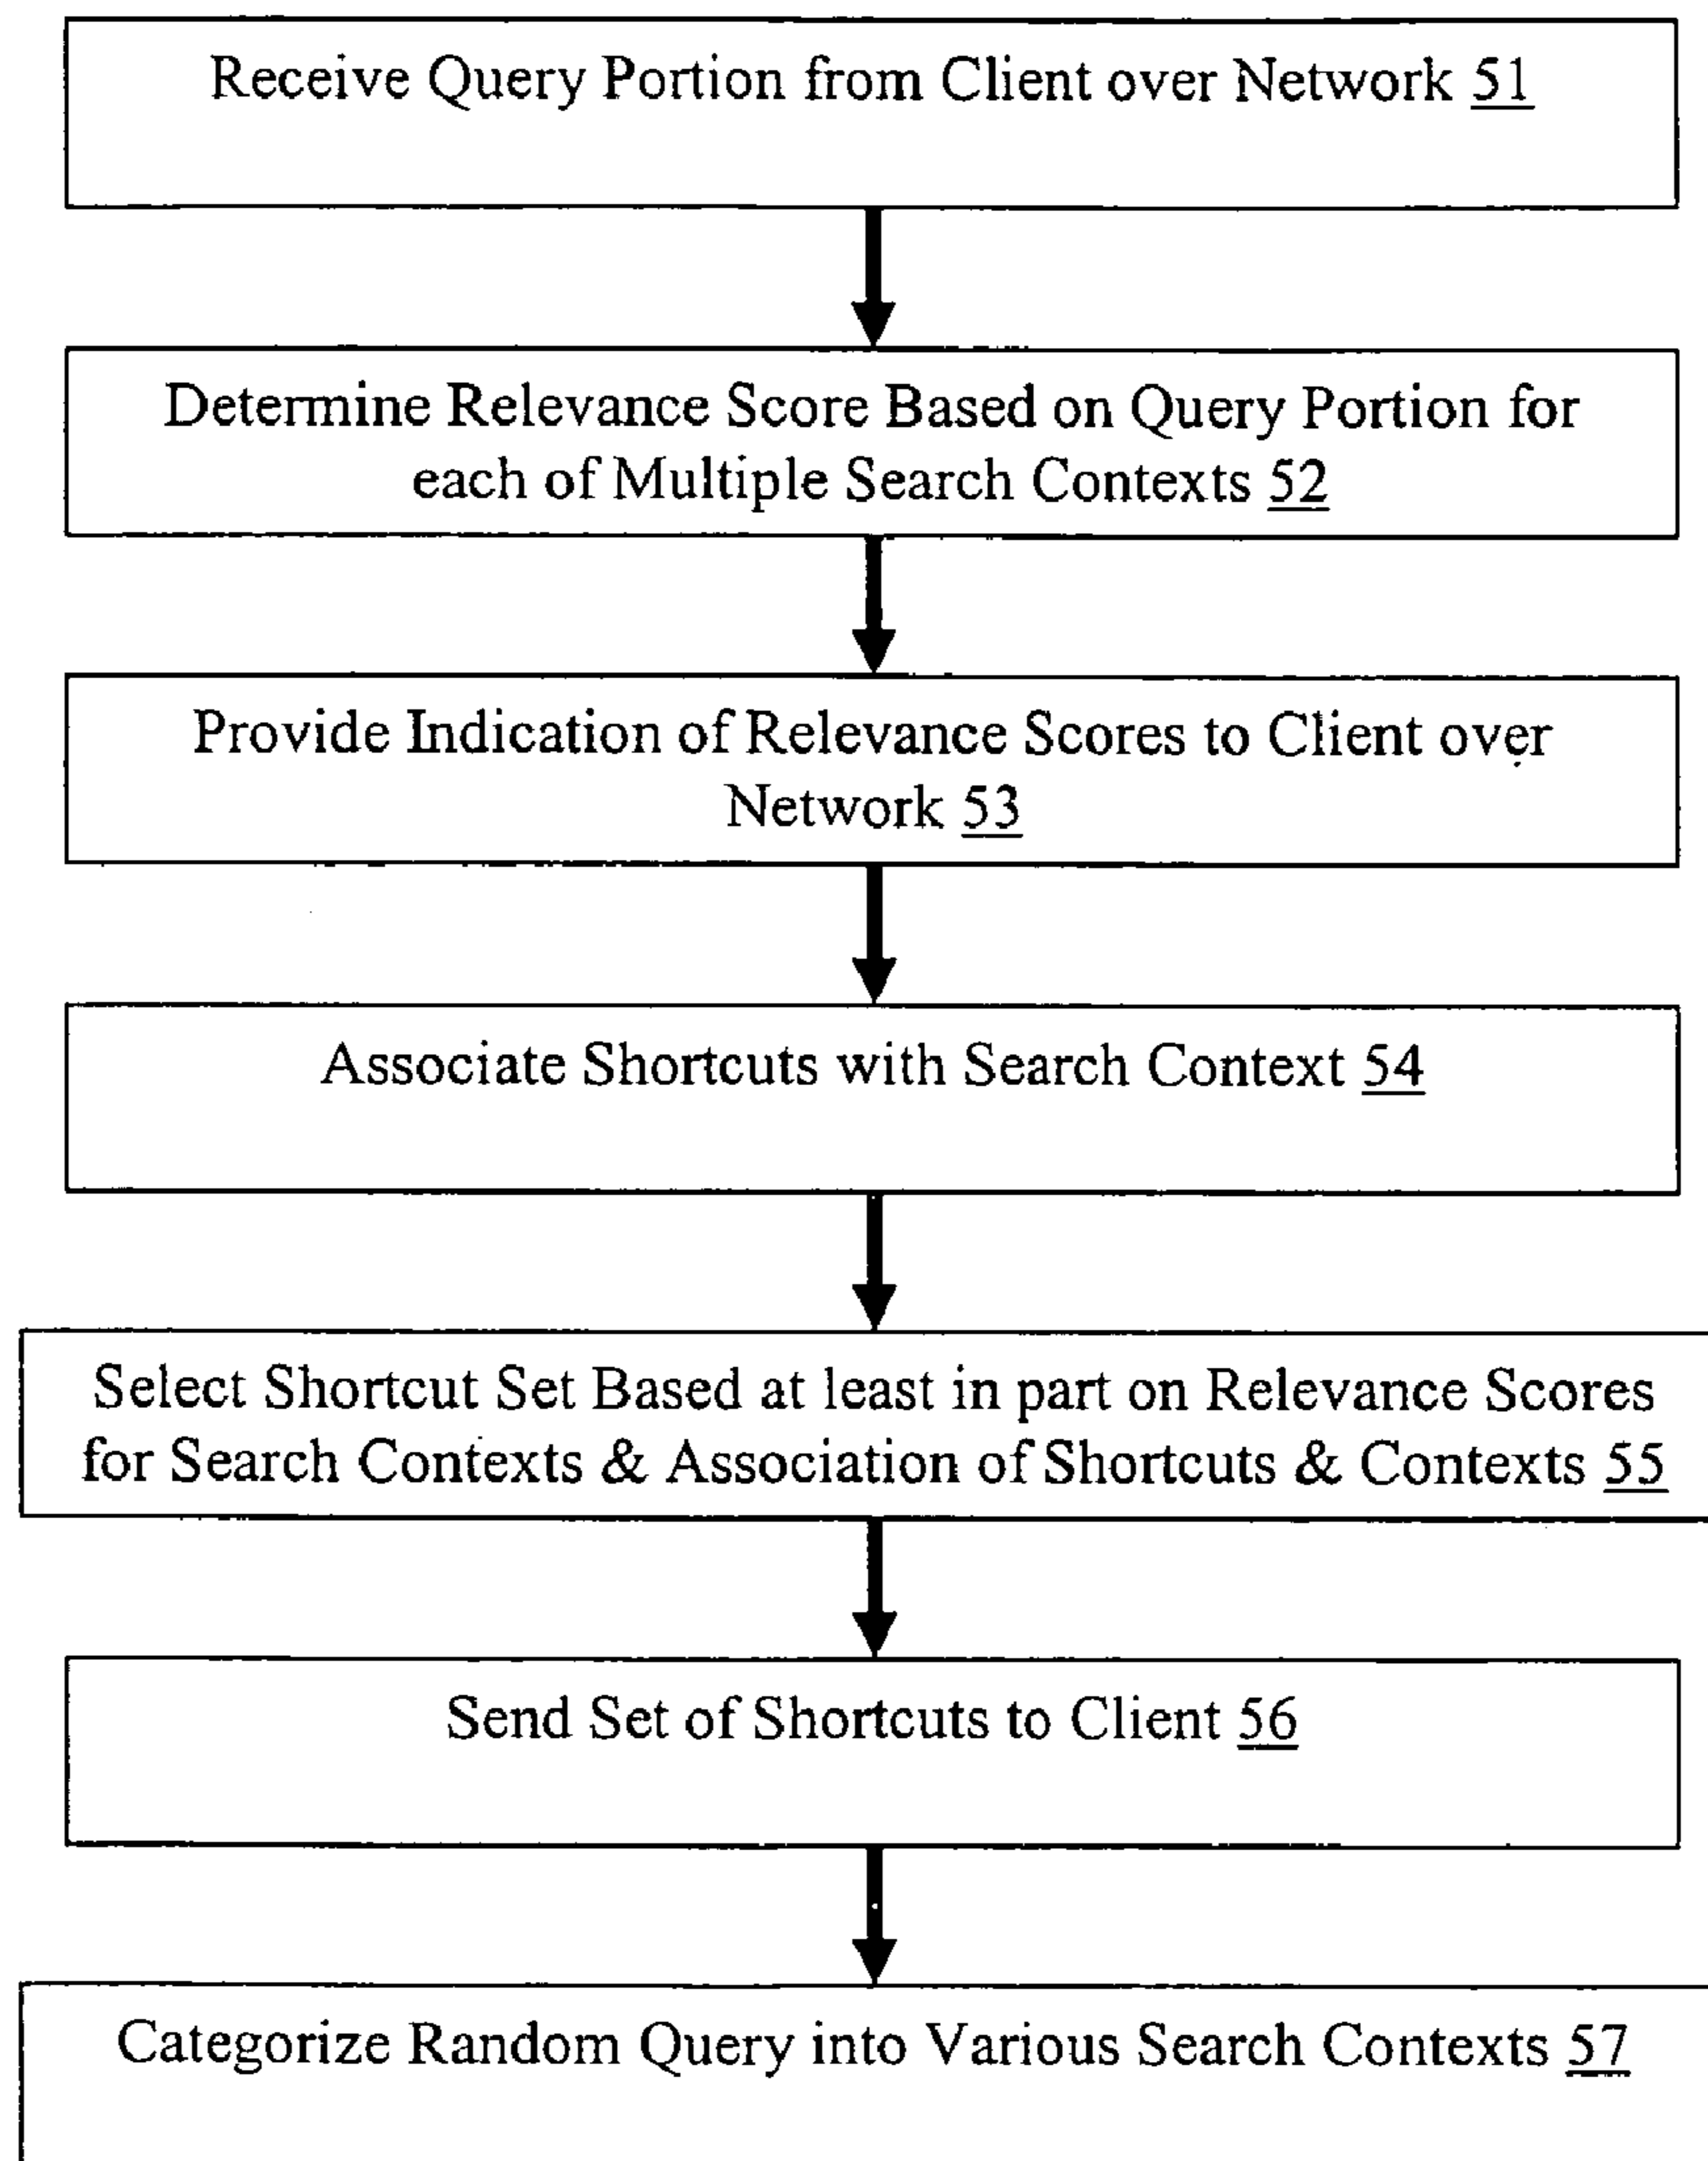 Receive Query Portion from Client over Network 51
Determine Relevance Score Based on Query Portion for
each of Multiple Search Contexts 52
Provide Indication of Relevance Scores to Client over
Network 53
Associate Shortcuts with Search Context 54
Select Shortcut Set Based at least in part on Relevance Scores
for Search Contexts & Association of Shortcuts & Contexts 55
Send Set of Shortcuts to Client 56
Categorize Random Query into Various Search Contexts 57